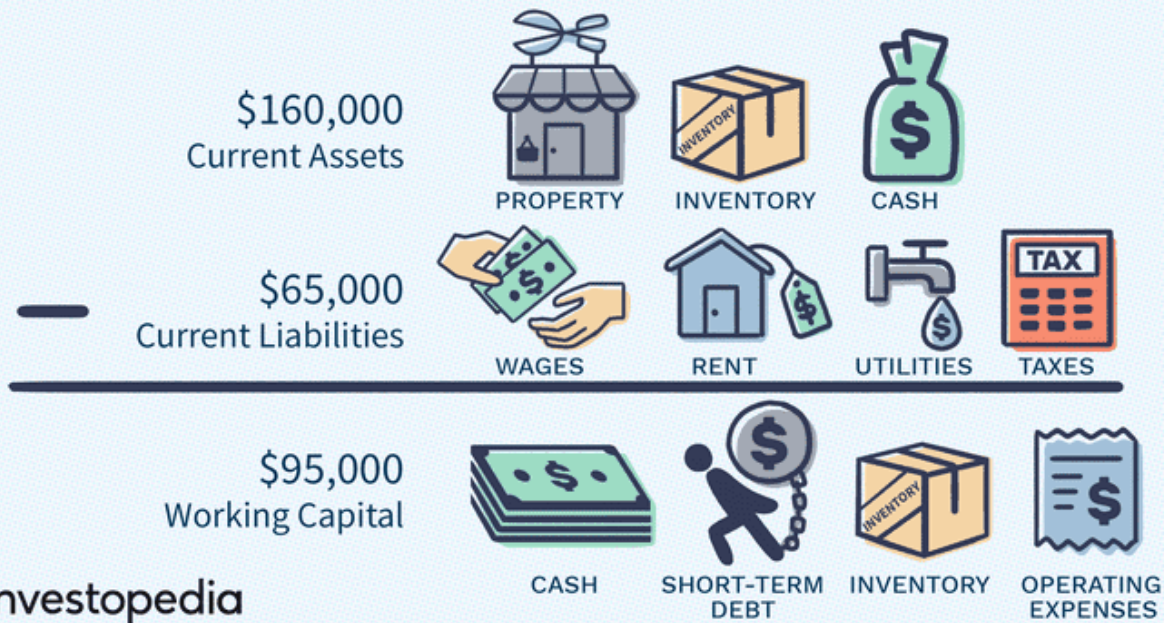 $160,000
Current Assets
INVENTORY
$
PROPERTY
INVENTORY
CASH
$65,000
Current Liabilities
$
$
$
$
TAX
WAGES
RENT
UTILITIES
TAXES
$95,000
Working Capital
$
$
INVENTORY
$
CASH
SHORT-TERM
DEBT
INVENTORY
OPERATING
EXPENSES
nvestopedia